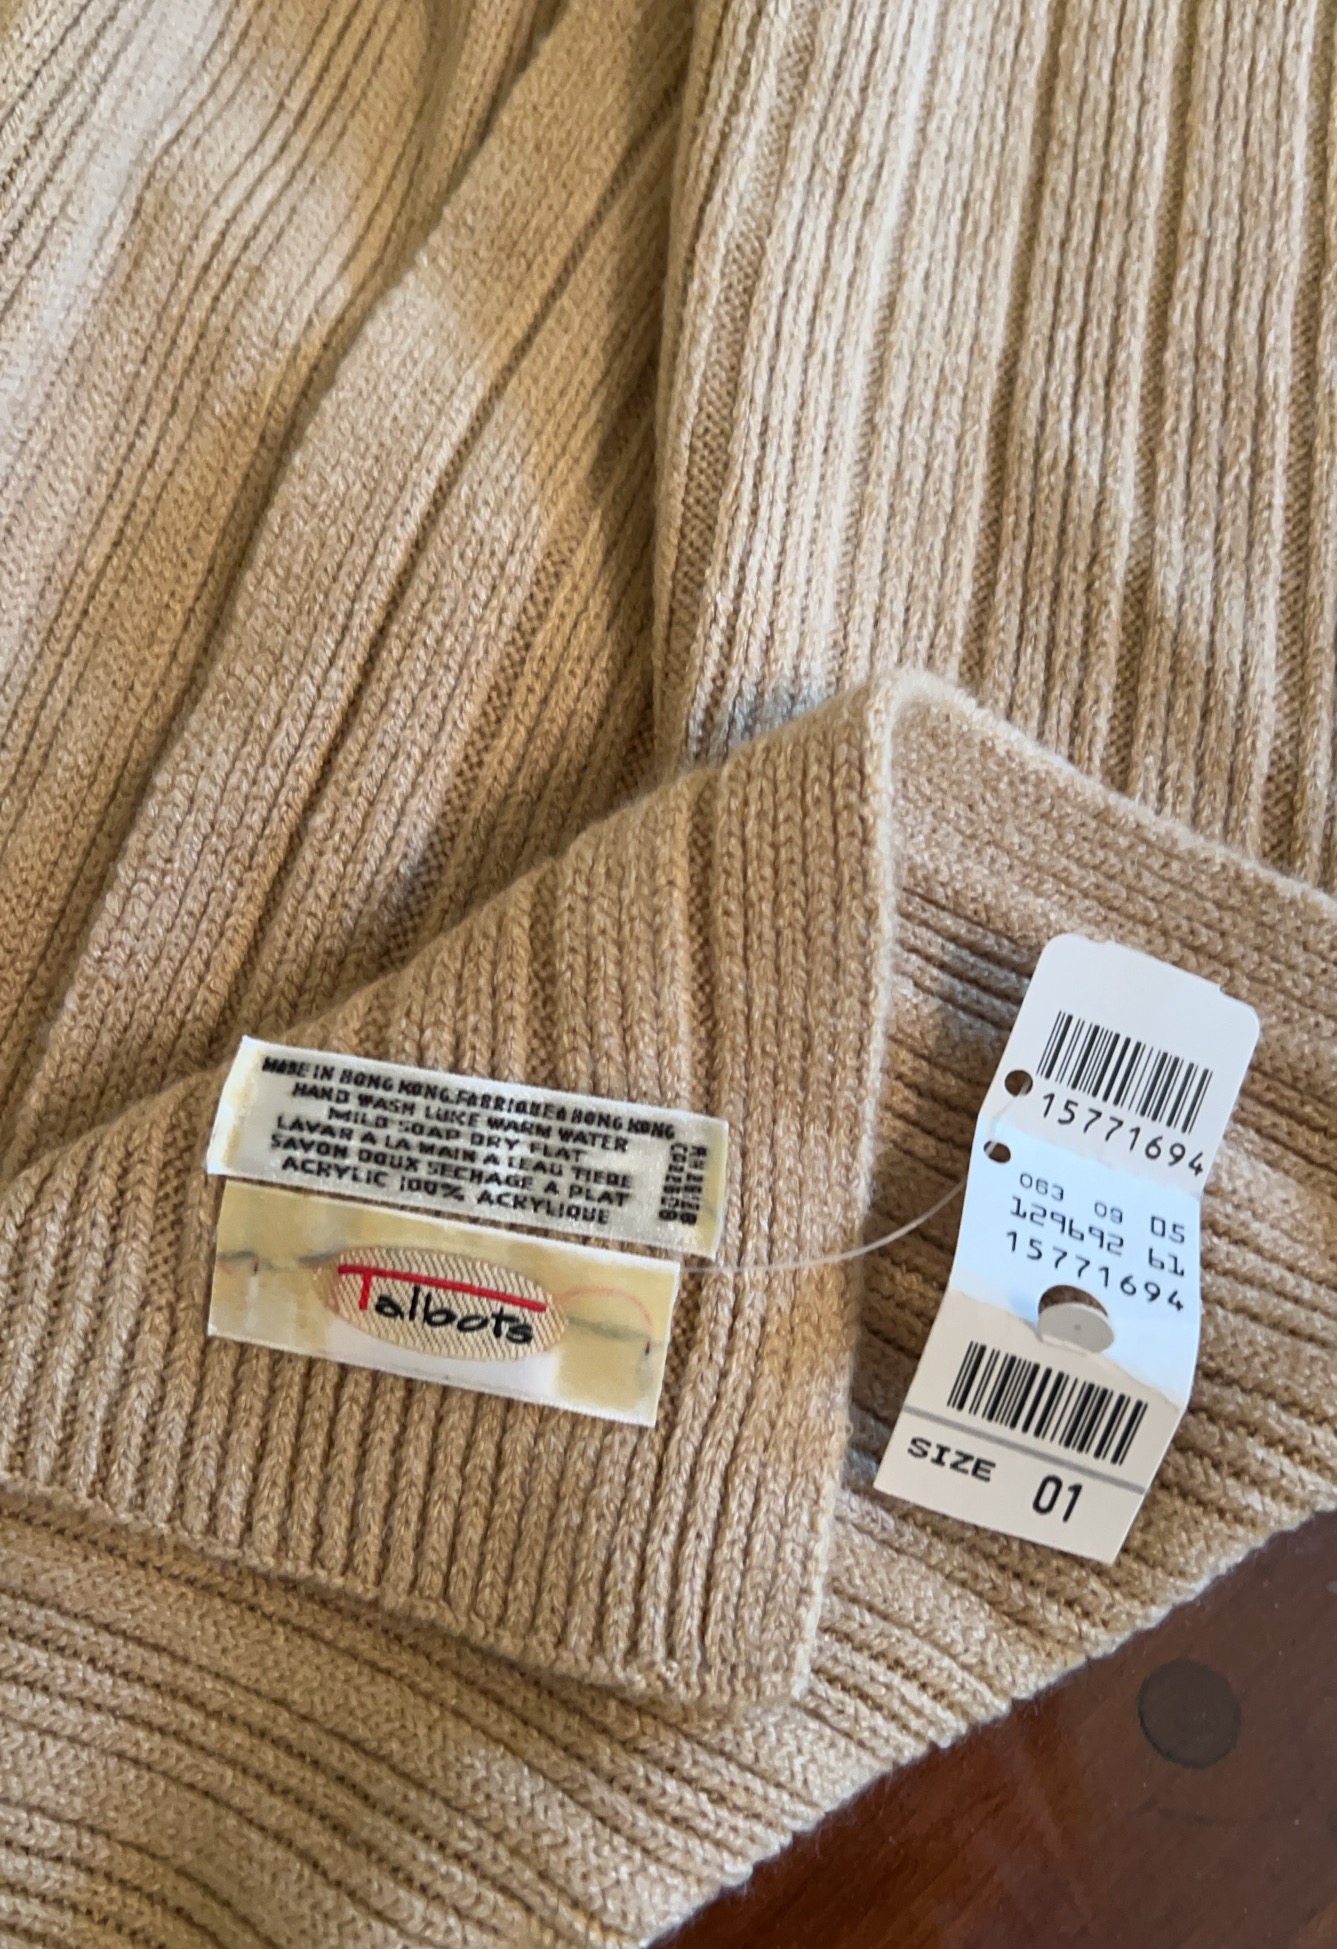 MADE IN HONG KONG.FABRIQUE A HONG KONG
HAND WASH LUKE WARM WATER
MILD SOAP DRY FLAT
LAVAR A LA MAIN A LEAU TIEDE
SAVON DOUX SECHAGE A PLAT
ACRYLIC 100% ACRYLIQUE
Talbots
15771694
063 09 05
129692 61
15771694
SIZE 01